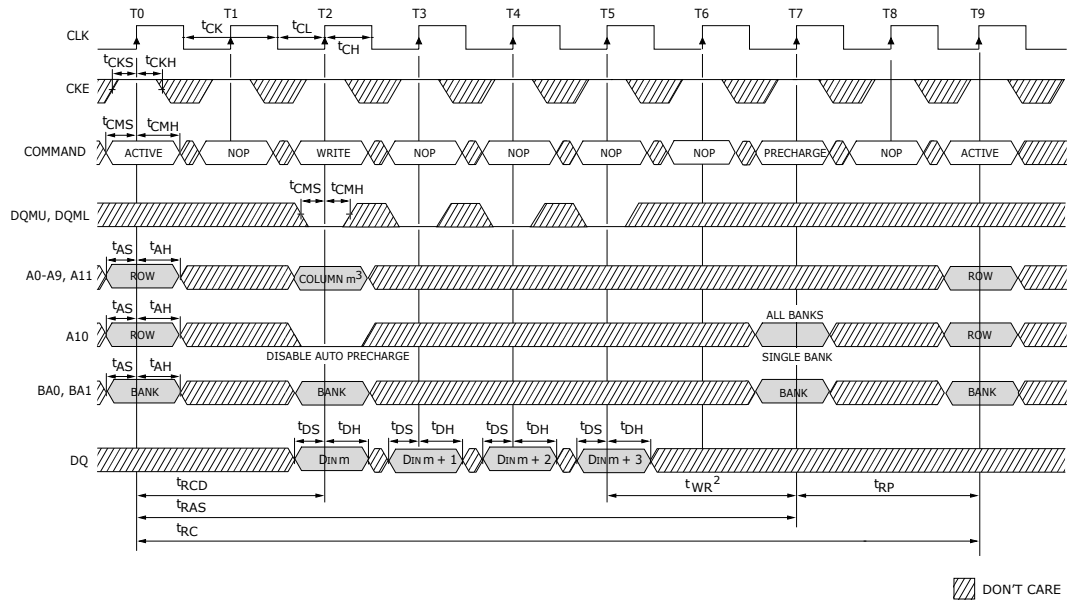 T0 T1 T2 T3 T4 T5 T6 T7 T8 T9
CLK
tCK tCL
tCH
tCKS tCKH
CKE
tCMS tCMH
COMMAND ACTIVE NOP WRITE NOP NOP NOP NOP PRECHARGE NOP ACTIVE
tCMS tCMH
DQMU, DQML
tAS tAH
A0-A9, A11 ROW COLUMN m3 ROW
tAS tAH
ALL BANKS
A10 ROW ROW
DISABLE AUTO PRECHARGE SINGLE BANK
tAS tAH
BA0, BA1 BANK BANK BANK BANK
tDS tDH tDS tDH tDS tDH tDS tDH
DQ DIN m DIN m + 1 DIN m + 2 DIN m + 3
tRCD tWR2 tRP
tRAS
tRC
DON'T CARE